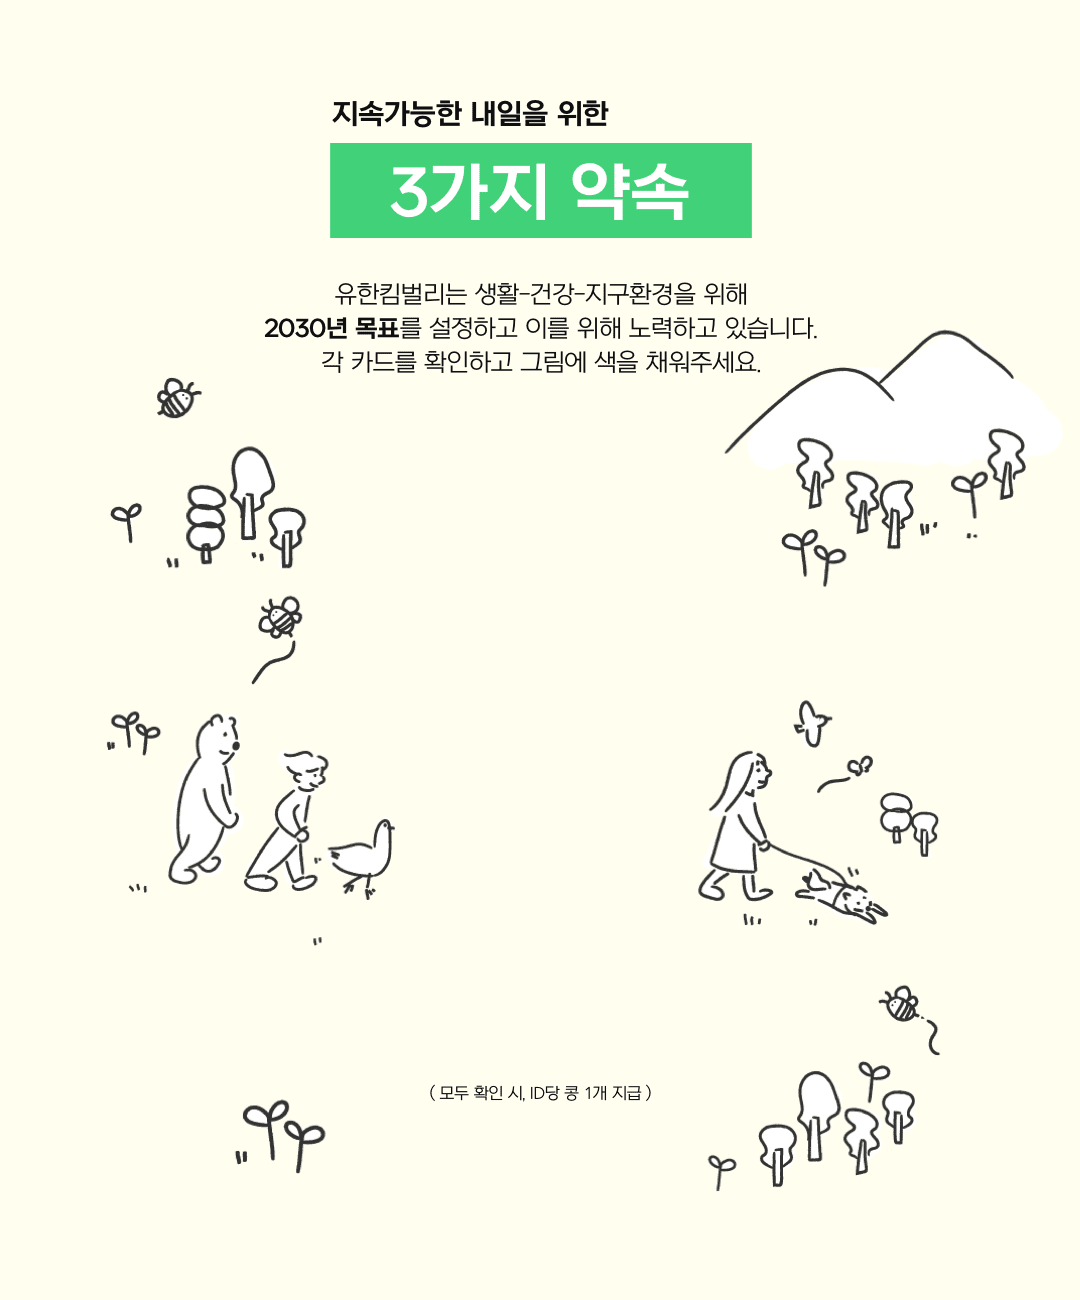 지속가능한 내일을 위한
3가지 약속
유한킴벌리는 생활-건강-지구환경을 위해
2030년 목표를 설정하고 이를 위해 노력하고 있습니다.
각 카드를 확인하고 그림에 색을 채워주세요.
( 모두 확인 시, ID당 콩 1개 지급 )